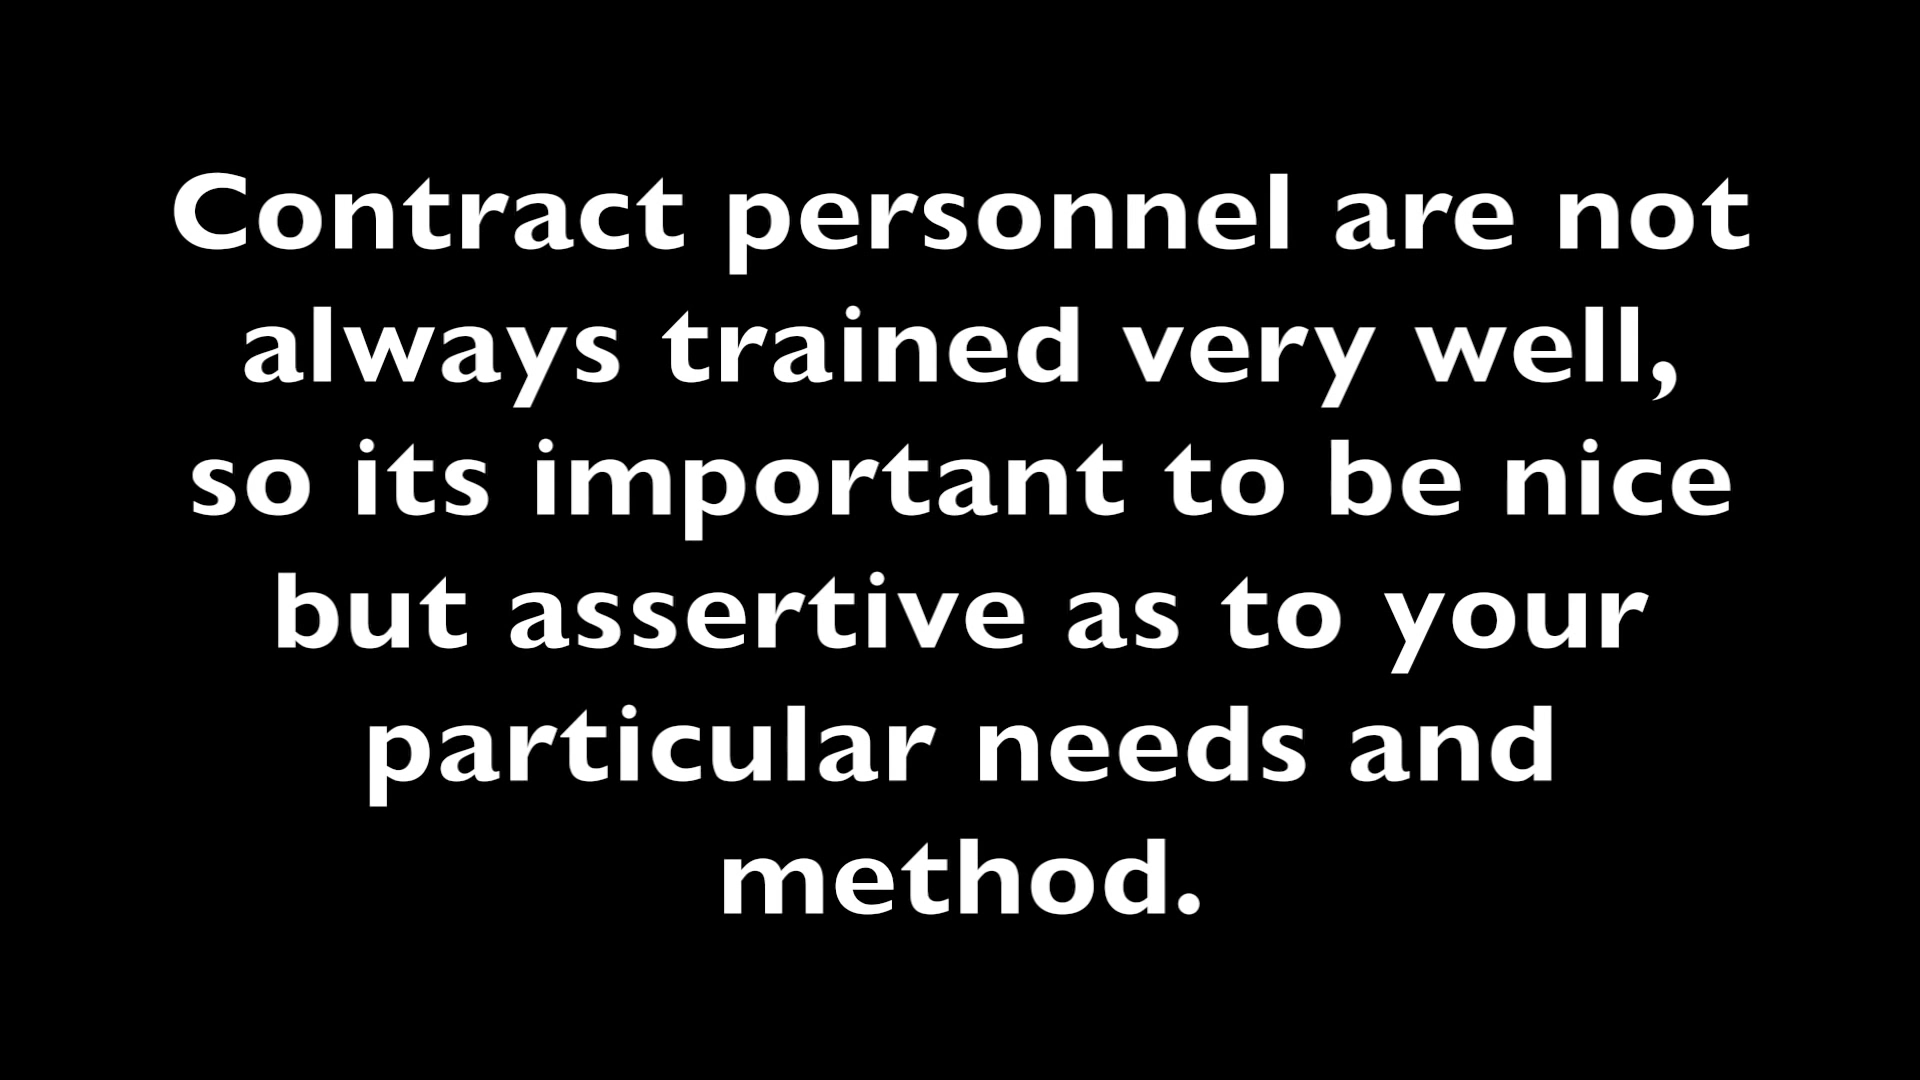 Contract personnel are not
always trained very well,
so its important to be nice
but assertive as to your
particular needs and
method.